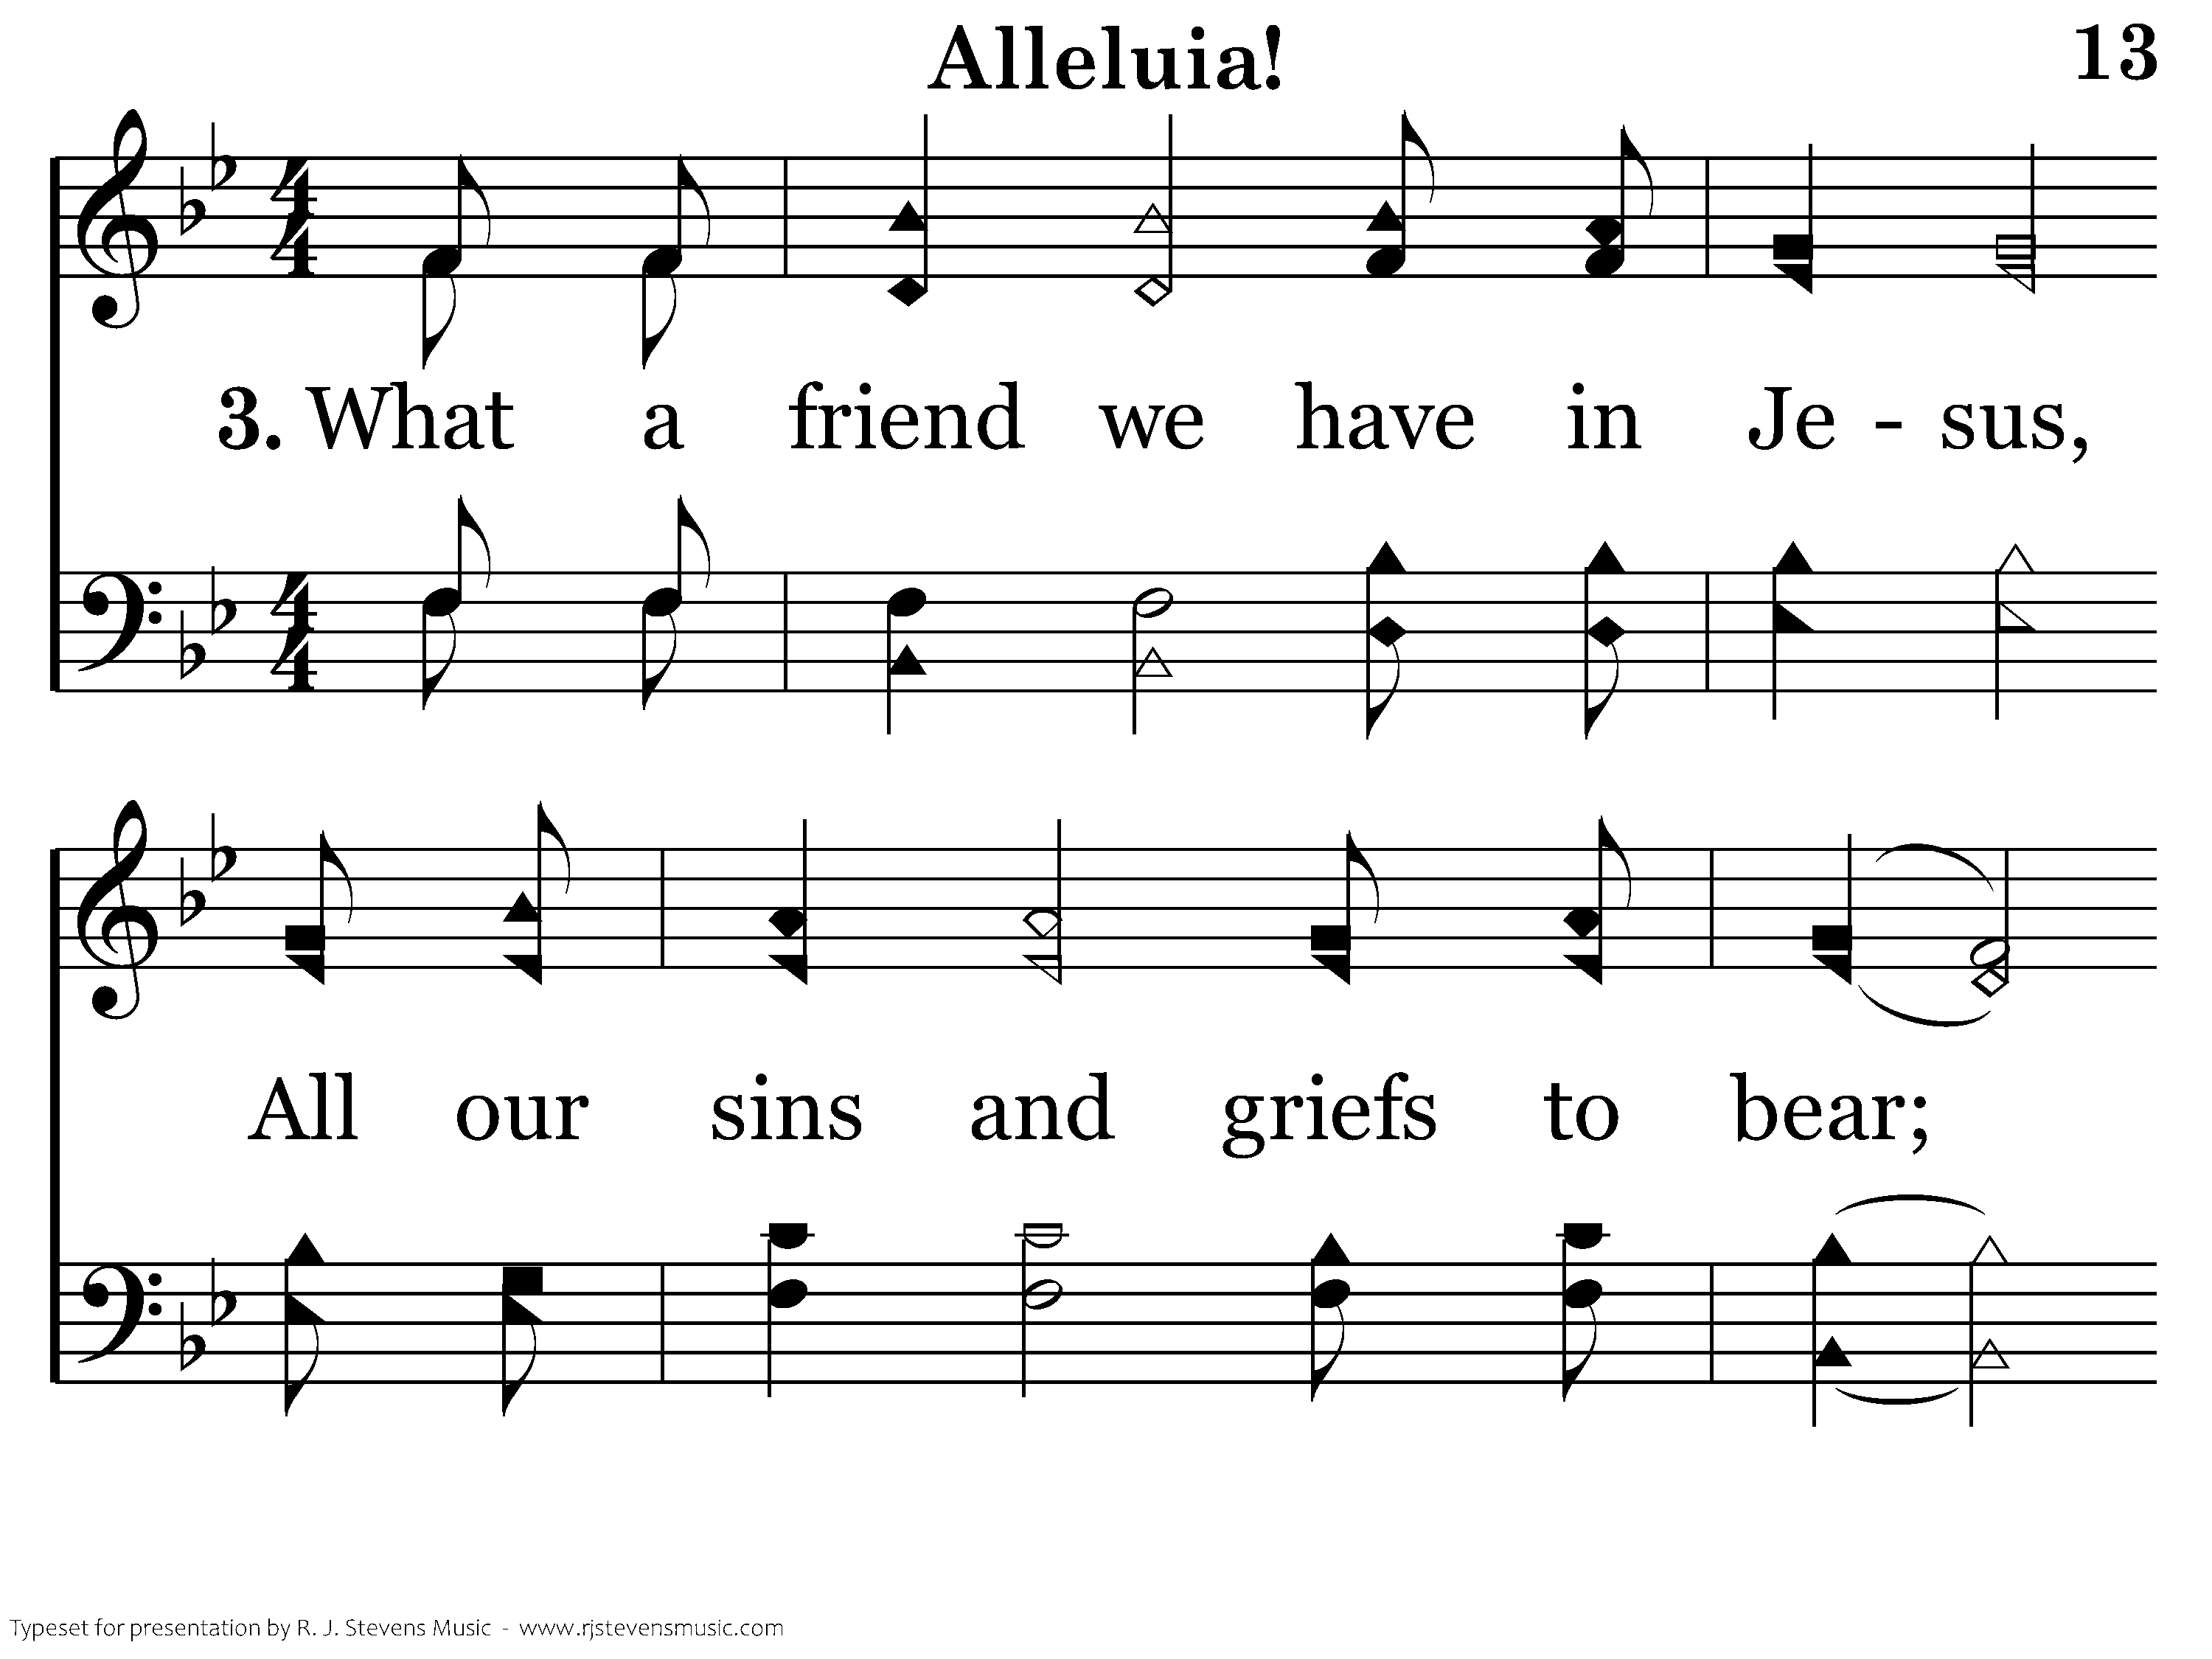 Alleluia! 13
3. What a friend we have in Je - sus,
All our sins and griefs to bear;
Typeset for presentation by R. J. Stevens Music - www.rjstevensmusic.com